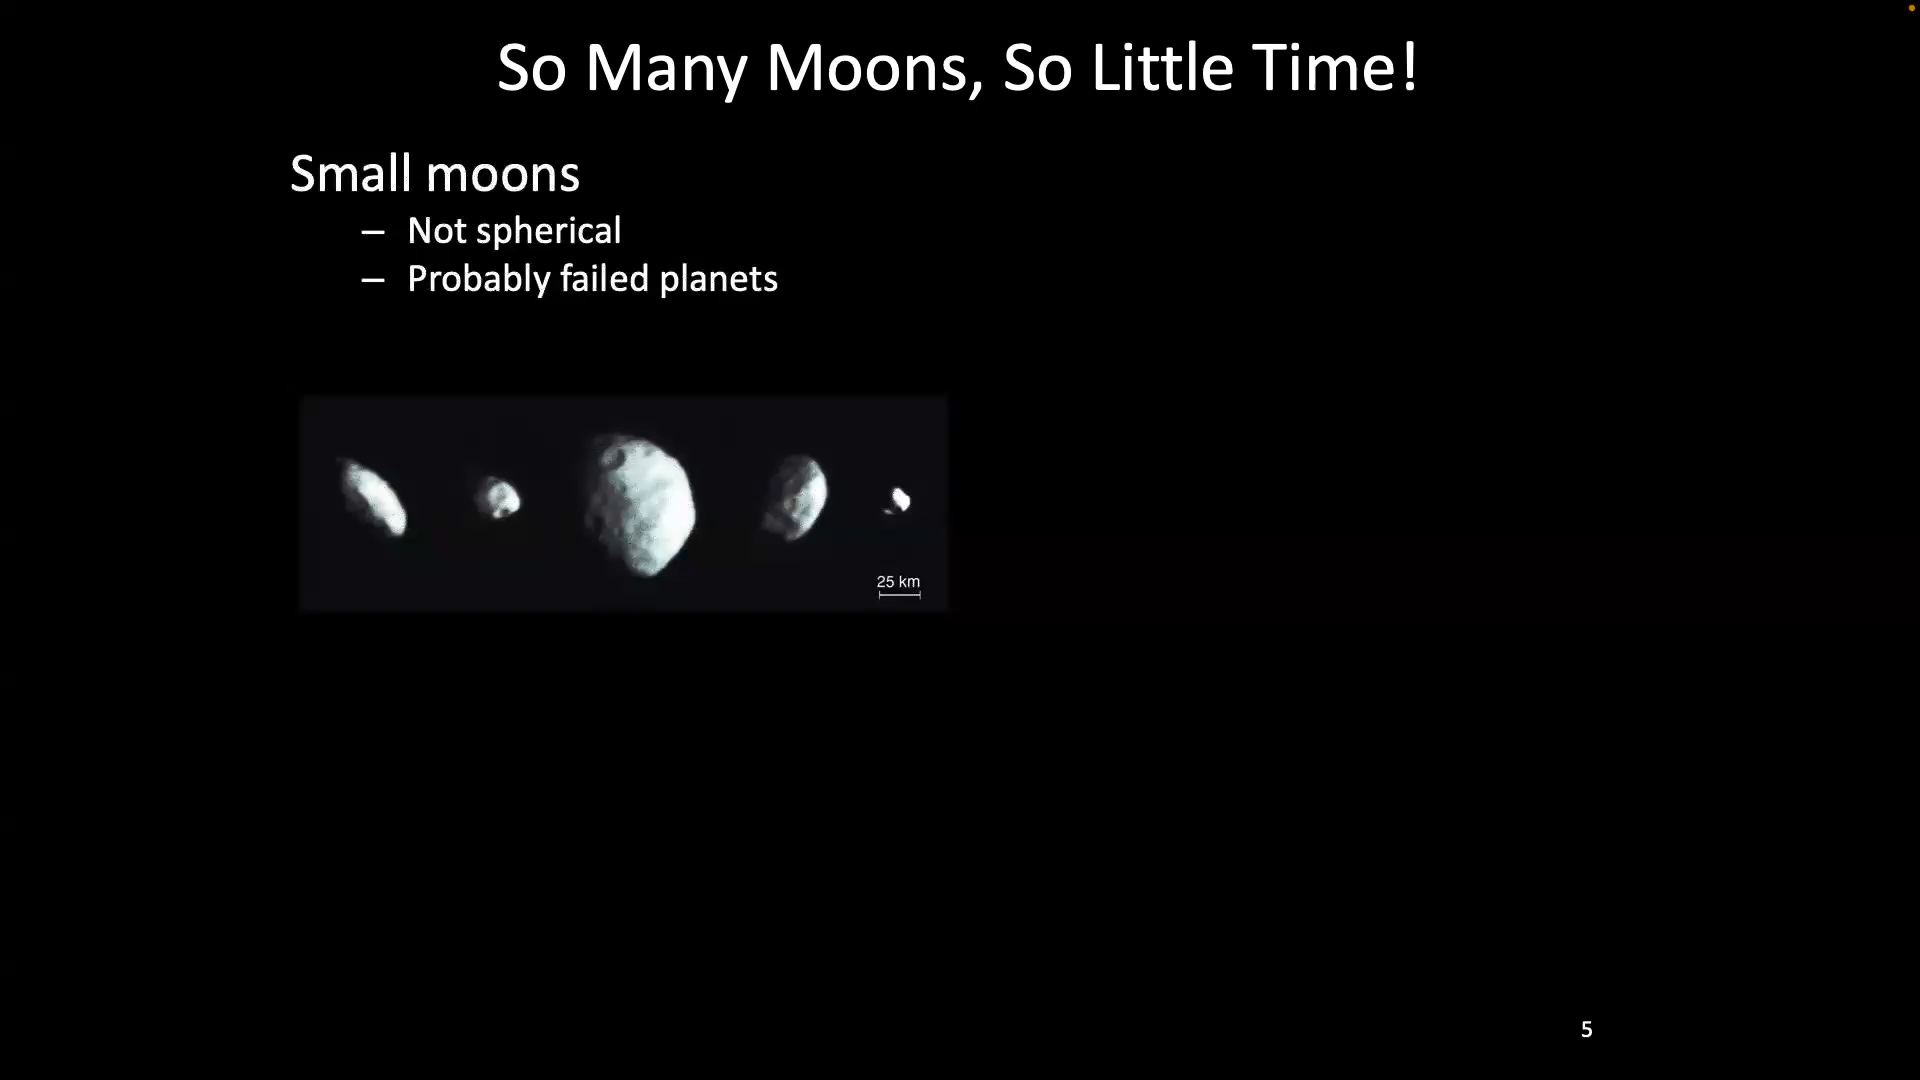 So Many Moons, So Little Time!
Small moons
– Not spherical
– Probably failed planets
25 km
5